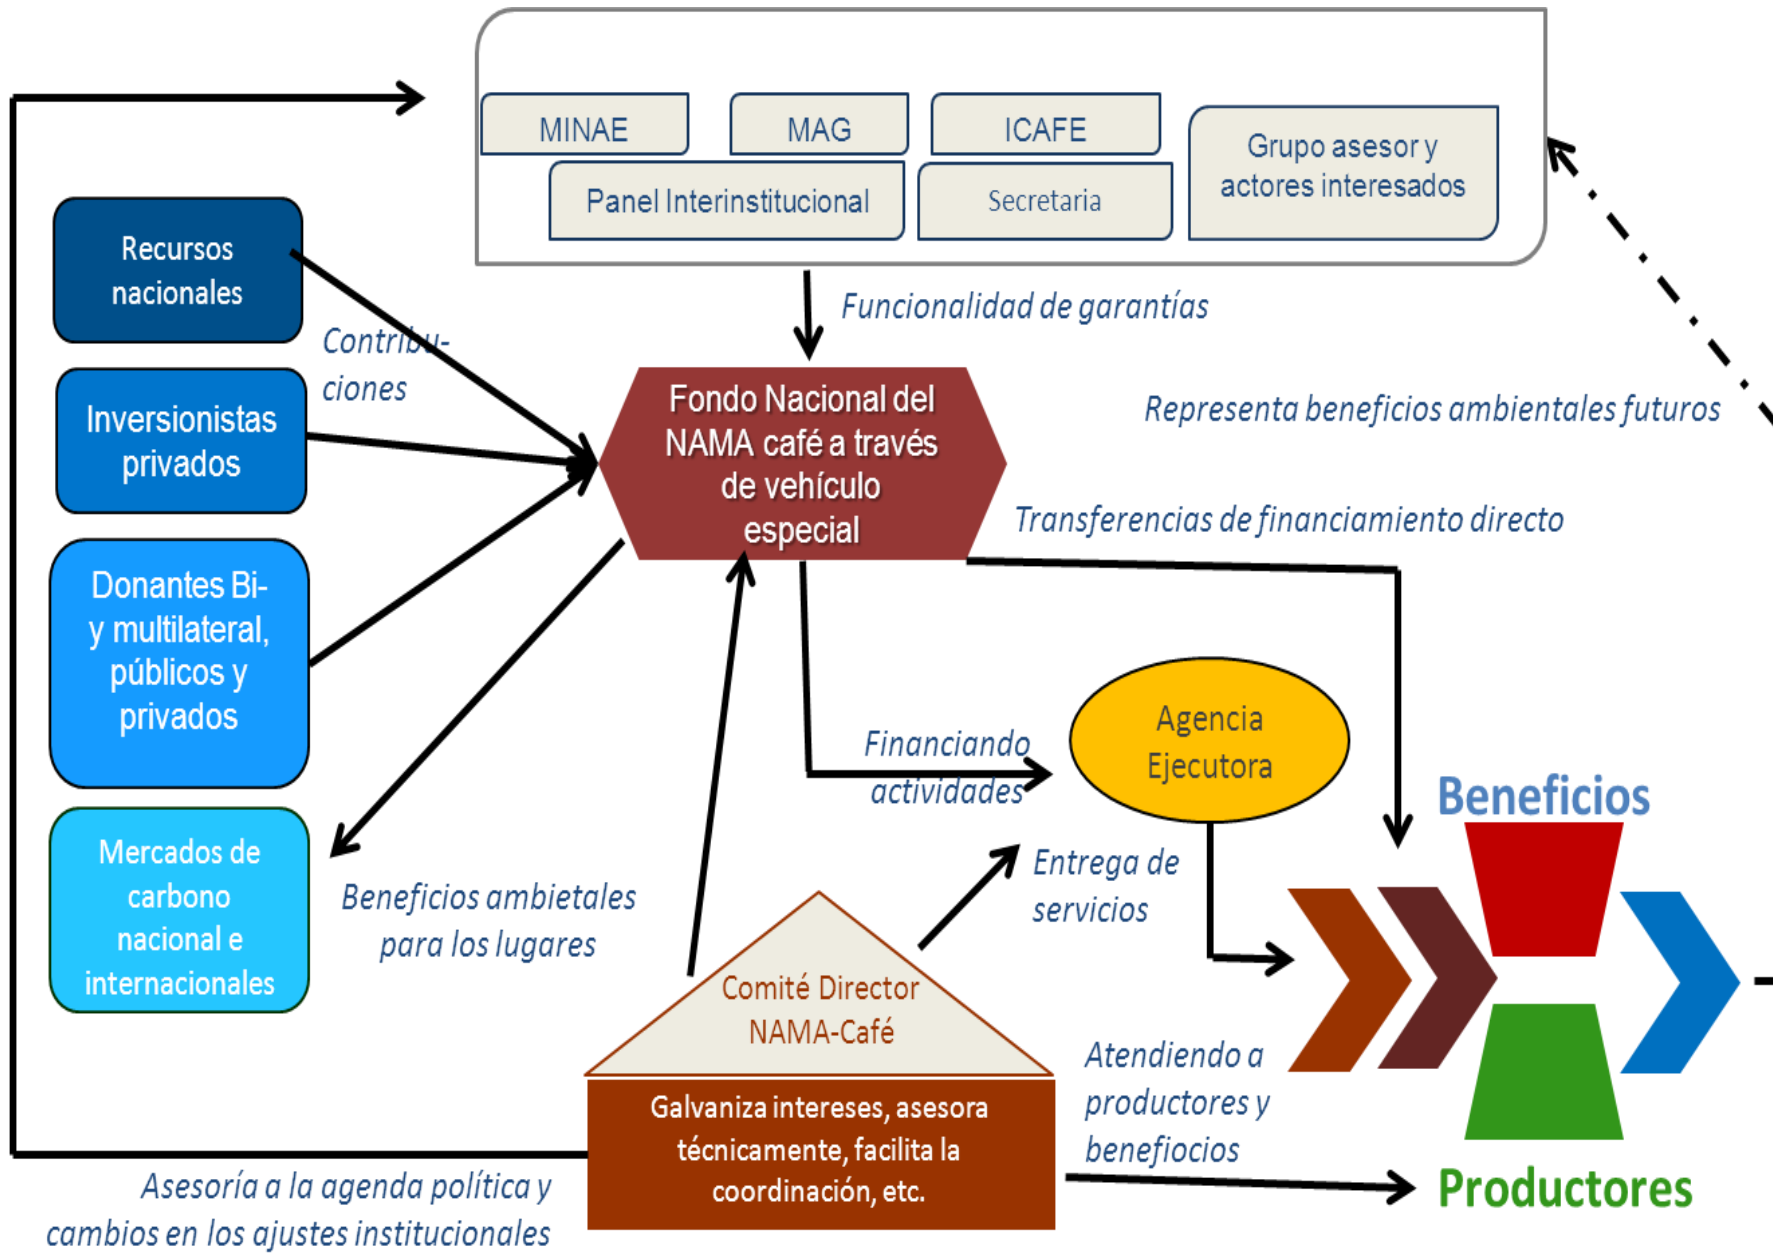 MINAE
MAG
ICAFE
Grupo asesor y
actores interesados
Panel Interinstitucional
Secretaria
Recursos
nacionales
Contribu-
ciones
Funcionalidad de garantías
Inversionistas
privados
Fondo Nacional del
NAMA café a través
de vehículo
especial
Representa beneficios ambientales futuros
Transferencias de financiamiento directo
Donantes Bi-
y multilateral,
públicos y
privados
Financiando
actividades
Agencia
Ejecutora
Beneficios
Mercados de
carbono
nacional e
internacionales
Beneficios ambietales
para los lugares
Entrega de
servicios
Comité Director
NAMA-Café
Galvaniza intereses, asesora
técnicamente, facilita la
coordinación, etc.
Atendiendo a
productores y
benefiocios
Productores
Asesoría a la agenda política y
cambios en los ajustes institucionales